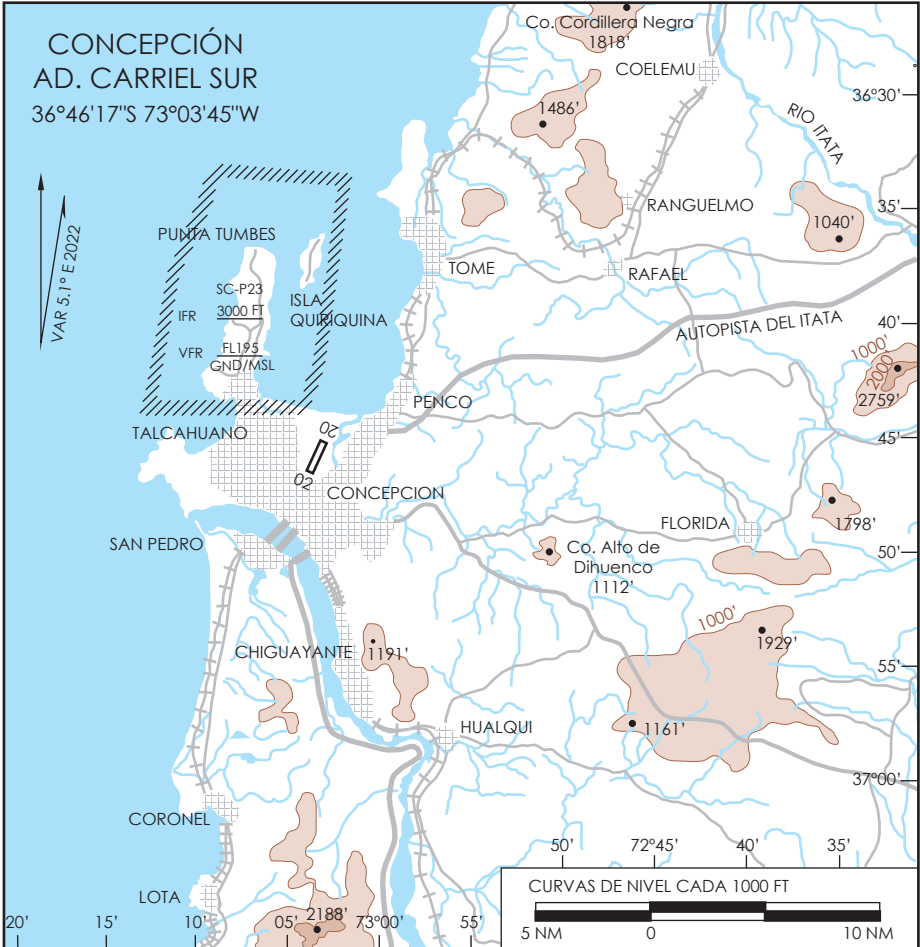 CONCEPCIÓN
AD. CARRIEL SUR
36°46'17"S 73°03'45"W
Co. Cordillera Negra
1818'
COELEMU
36°30'
1486'
RIO ITATA
VAR 5.1° E 2022
RANGUELMO
35'
1040'
PUNTA TUMBES
TOME
RAFAEL
SC-P23
IFR
3000 FT
ISLA
QUIRIQUINA
VFR
FL195
GND/MSL
AUTOPISTA DEL ITATA
40'
1000'
2000
2759'
PENCO
TALCAHUANO
20
02
45'
CONCEPCION
FLORIDA
1798'
SAN PEDRO
Co. Alto de
Dihuenco
1112'
50'
1000'
1929'
CHIGUAYANTE
1191'
55'
HUALQUI
1161'
37°00'
CORONEL
50'
72°45'
40'
35'
LOTA
2188'
20'
15'
10'
05'
73°00'
55'
CURVAS DE NIVEL CADA 1000 FT
5 NM
0
10 NM